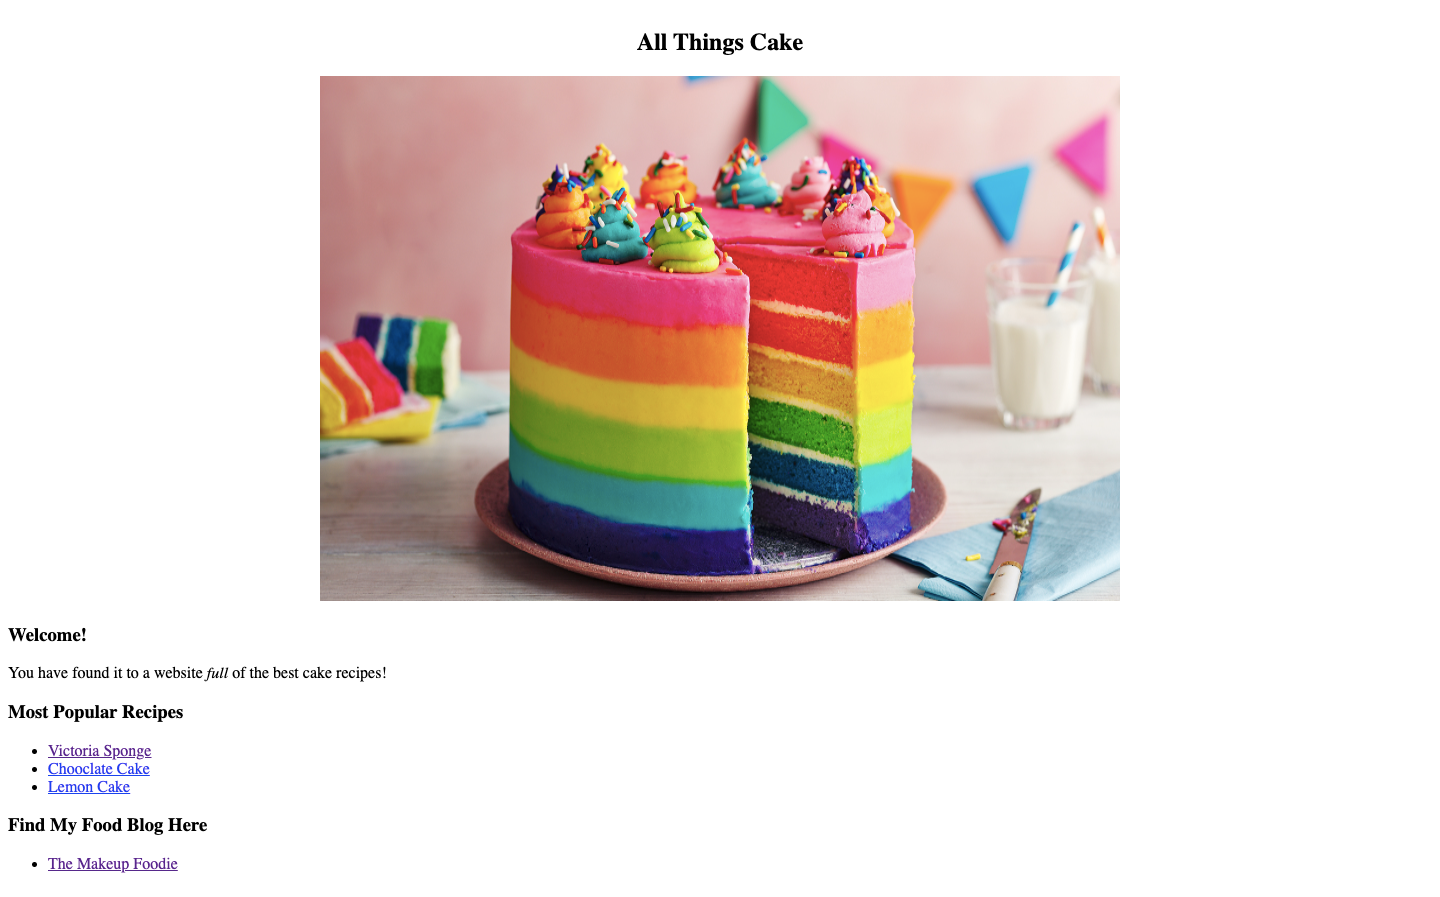 All Things Cake
Welcome!
You have found it to a website full of the best cake recipes!
Most Popular Recipes
Victoria Sponge
Chooclate Cake
Lemon Cake
Find My Food Blog Here
The Makeup Foodie